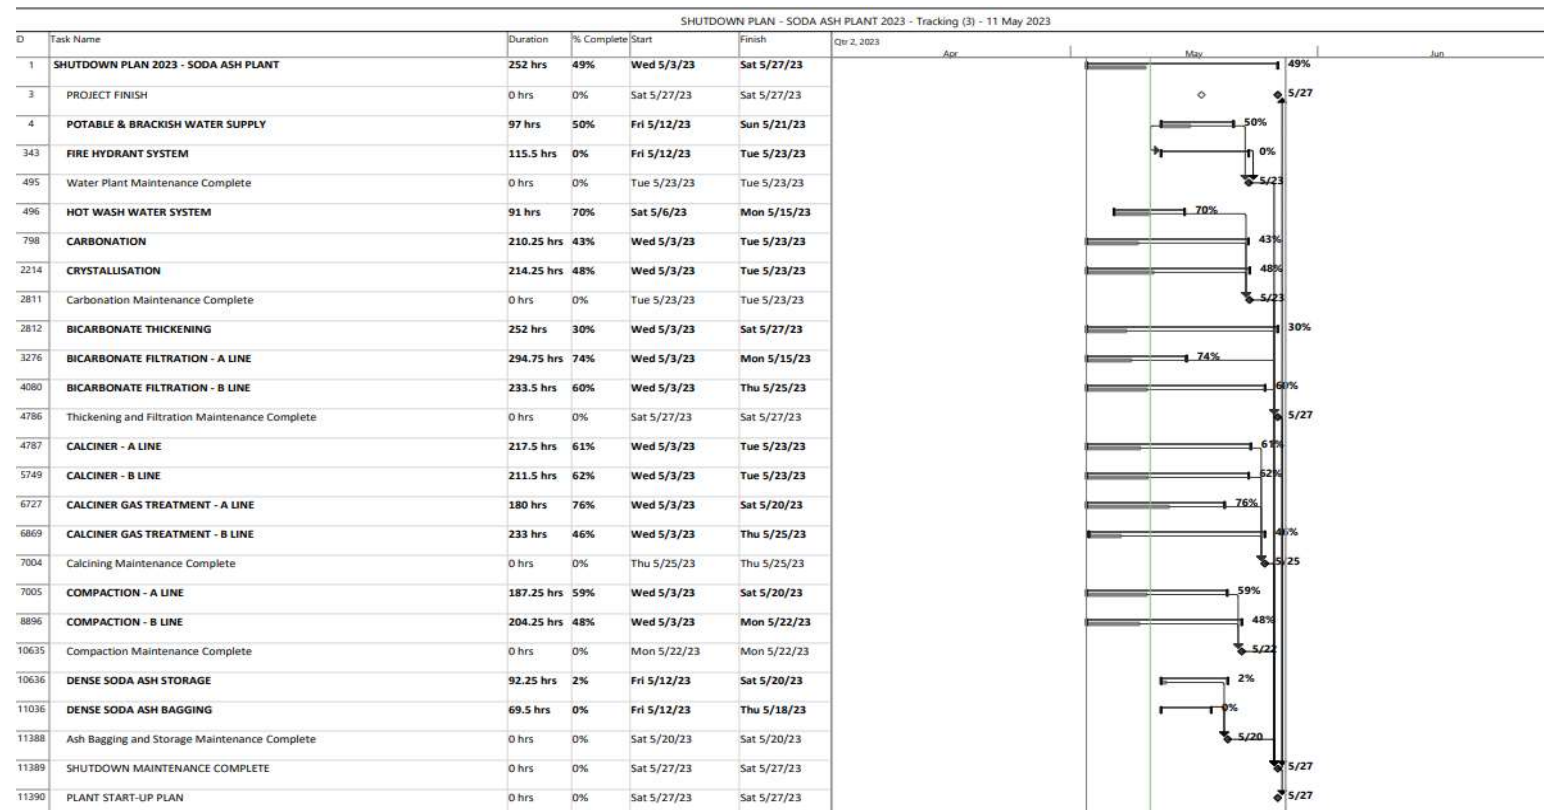 SHUTDOWN PLAN - SODA ASH PLANT 2023 - Tracking (3) - 11 May 2023
D Task Name Duration % Complete Start Finish Qtr 2, 2023
Apr May Jun
1 SHUTDOWN PLAN 2023 - SODA ASH PLANT 252 hrs 49% Wed 5/3/23 Sat 5/27/23 49%
3 PROJECT FINISH 0 hrs 0% Sat 5/27/23 Sat 5/27/23 5/27
4 POTABLE & BRACKISH WATER SUPPLY 97 hrs 50% Fri 5/12/23 Sun 5/21/23 50%
343 FIRE HYDRANT SYSTEM 115.5 hrs 0% Fri 5/12/23 Tue 5/23/23 0%
495 Water Plant Maintenance Complete 0 hrs 0% Tue 5/23/23 Tue 5/23/23 5/23
496 HOT WASH WATER SYSTEM 91 hrs 70% Sat 5/6/23 Mon 5/15/23 70%
798 CARBONATION 210.25 hrs 43% Wed 5/3/23 Tue 5/23/23 43%
2214 CRYSTALLISATION 214.25 hrs 48% Wed 5/3/23 Tue 5/23/23 48%
2811 Carbonation Maintenance Complete 0 hrs 0% Tue 5/23/23 Tue 5/23/23 5/23
2812 BICARBONATE THICKENING 252 hrs 30% Wed 5/3/23 Sat 5/27/23 30%
3276 BICARBONATE FILTRATION - A LINE 294.75 hrs 74% Wed 5/3/23 Mon 5/15/23 74%
4080 BICARBONATE FILTRATION - B LINE 233.5 hrs 60% Wed 5/3/23 Thu 5/25/23 60%
4786 Thickening and Filtration Maintenance Complete 0 hrs 0% Sat 5/27/23 Sat 5/27/23 5/27
4787 CALCINER - A LINE 217.5 hrs 61% Wed 5/3/23 Tue 5/23/23 61%
5749 CALCINER - B LINE 211.5 hrs 62% Wed 5/3/23 Tue 5/23/23 62%
6727 CALCINER GAS TREATMENT - A LINE 180 hrs 76% Wed 5/3/23 Sat 5/20/23 76%
6869 CALCINER GAS TREATMENT - B LINE 233 hrs 46% Wed 5/3/23 Thu 5/25/23 46%
7004 Calcining Maintenance Complete 0 hrs 0% Thu 5/25/23 Thu 5/25/23 5/25
7005 COMPACTION - A LINE 187.25 hrs 59% Wed 5/3/23 Sat 5/20/23 59%
8896 COMPACTION - B LINE 204.25 hrs 48% Wed 5/3/23 Mon 5/22/23 48%
10635 Compaction Maintenance Complete 0 hrs 0% Mon 5/22/23 Mon 5/22/23 5/22
10636 DENSE SODA ASH STORAGE 92.25 hrs 2% Fri 5/12/23 Sat 5/20/23 2%
11036 DENSE SODA ASH BAGGING 69.5 hrs 0% Fri 5/12/23 Thu 5/18/23 0%
11388 Ash Bagging and Storage Maintenance Complete 0 hrs 0% Sat 5/20/23 Sat 5/20/23 5/20
11389 SHUTDOWN MAINTENANCE COMPLETE 0 hrs 0% Sat 5/27/23 Sat 5/27/23 5/27
11390 PLANT START-UP PLAN 0 hrs 0% Sat 5/27/23 Sat 5/27/23 5/27